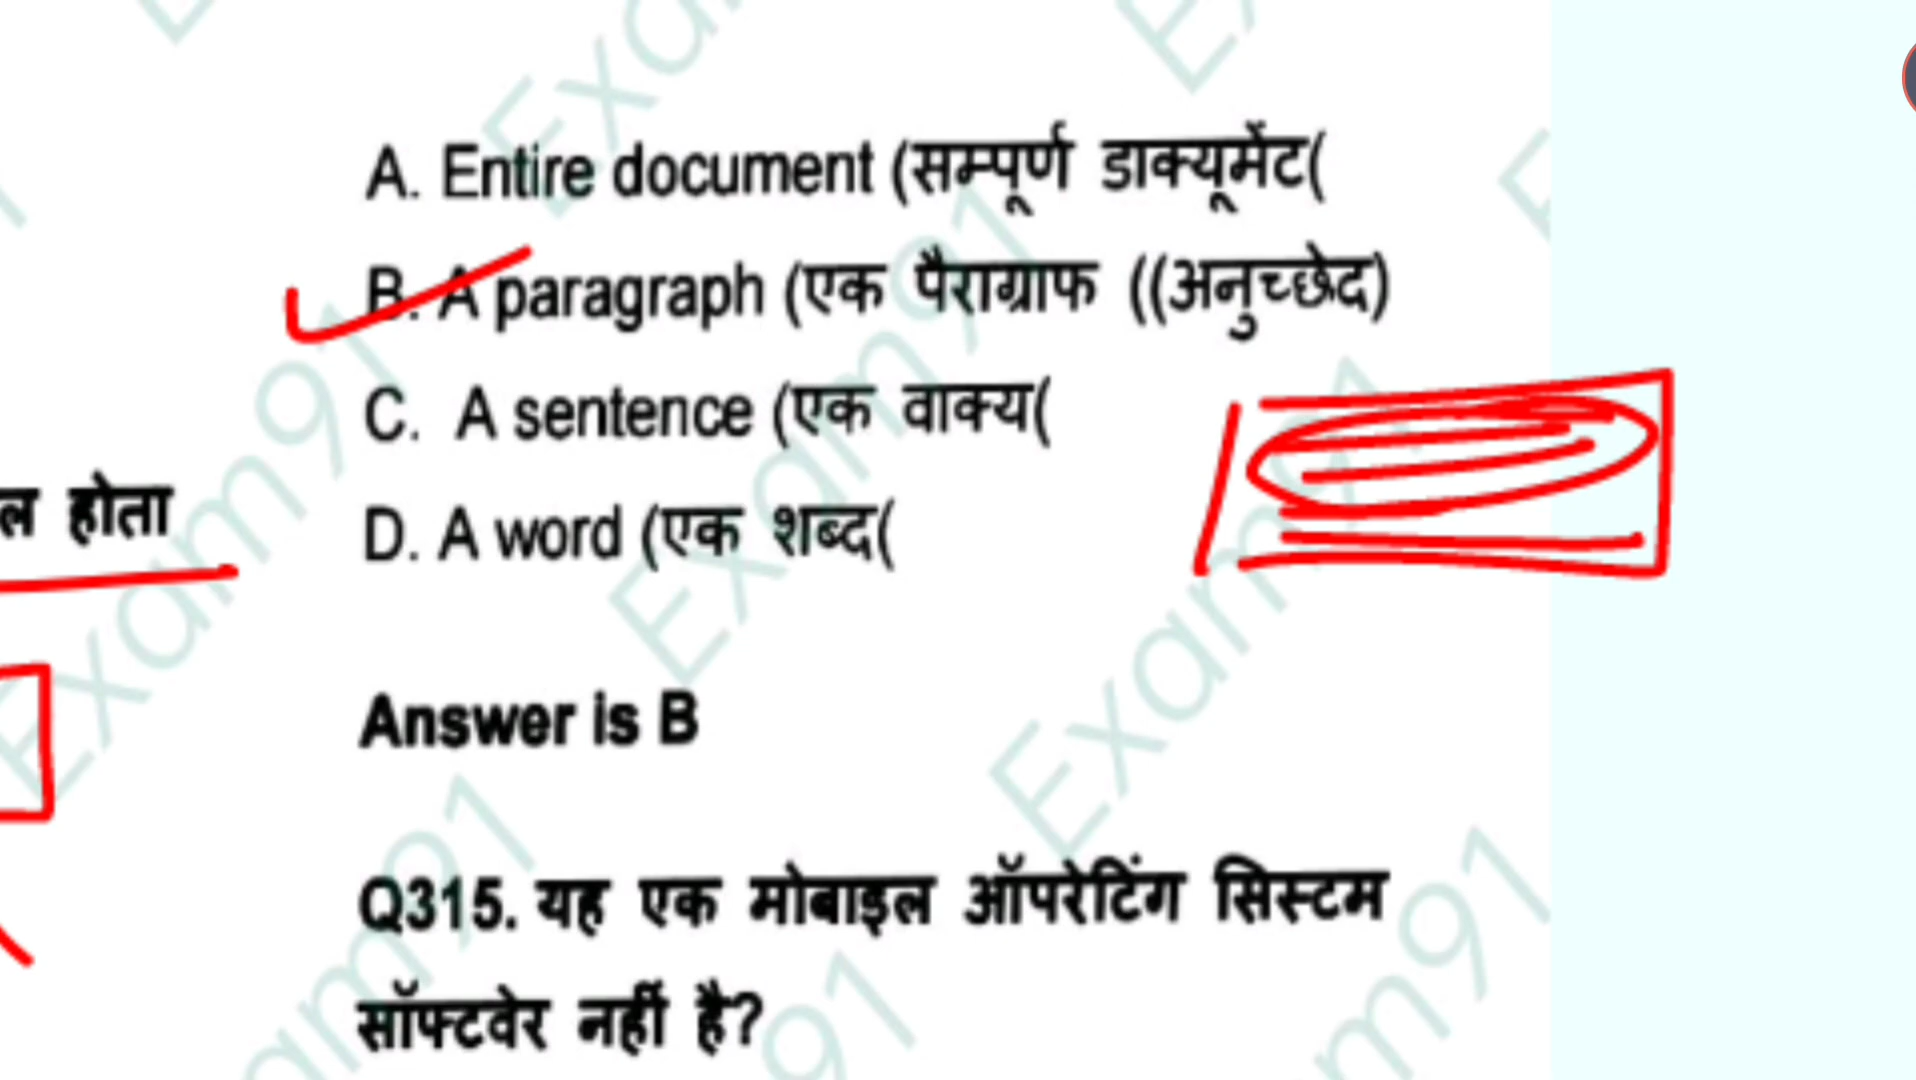 A. Entire document (सम्पूर्ण डाक्यूमेंट(
B. A paragraph (एक पैराग्राफ ((अनुच्छेद)
C. A sentence (एक वाक्य(
D. A word (एक शब्द(
ल होता
Answer is B
Q315. यह एक मोबाइल ऑपरेटिंग सिस्टम
सॉफ्टवेर नहीं है?
Exam91